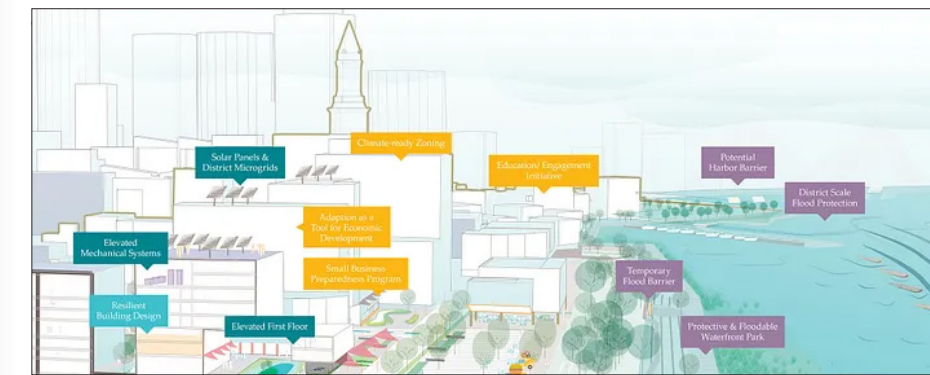 Climate-ready Zoning
Solar Panels &
District Microgrids
Education/ Engagement
Initiative
Potential
Harbor Barrier
District Scale
Flood Protection
Adaption as a
Tool for Economic
Development
Elevated
Mechanical Systems
Small Business
Preparedness Program
Temporary
Flood Barrier
Resilient
Building Design
Elevated First Floor
Protective & Floodable
Waterfront Park